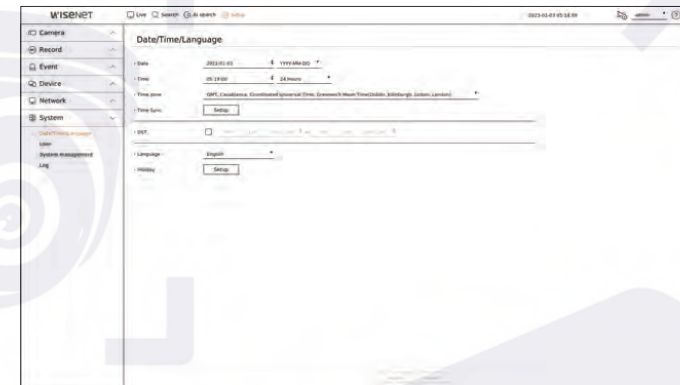 WISENET
Live Search AI search Setup 2023-01-03 05:18:59 admin
Camera
Record
Event
Device
Network
System
Date/Time/Language
User
System management
Log
Date/Time/Language
Date 2023-01-03 YYYY-MM-DD
Time 05:19:00 24 Hours
Time zone GMT, Casablanca, Coordinated Universal Time, Greenwich Mean Time(Dublin, Edinburgh, Lisbon, London)
Time Sync. Setup
DST
Language English
Holiday Setup